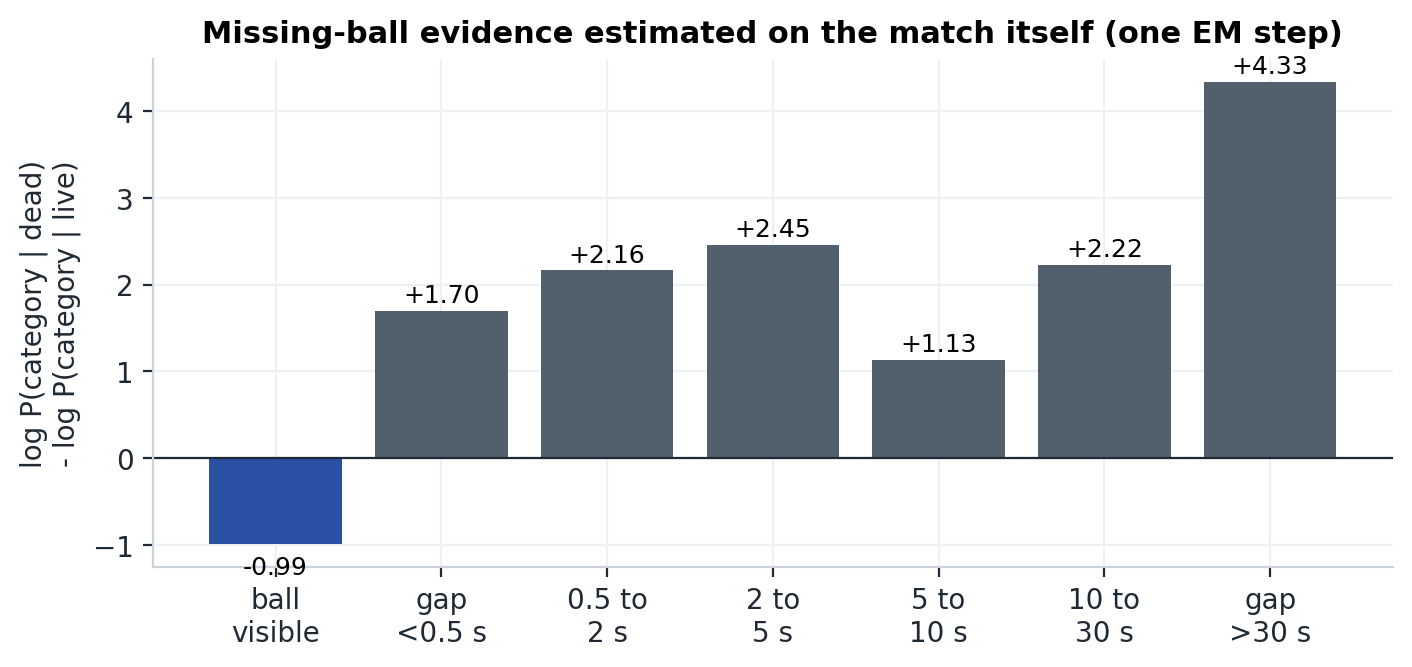 Missing-ball evidence estimated on the match itself (one EM step)
log P(category | dead)
- log P(category | live)
4
3
2
1
0
−1
-0.99
+1.70
+2.16
+2.45
+1.13
+2.22
+4.33
ball
visible
gap
<0.5 s
0.5 to
2 s
2 to
5 s
5 to
10 s
10 to
30 s
gap
>30 s